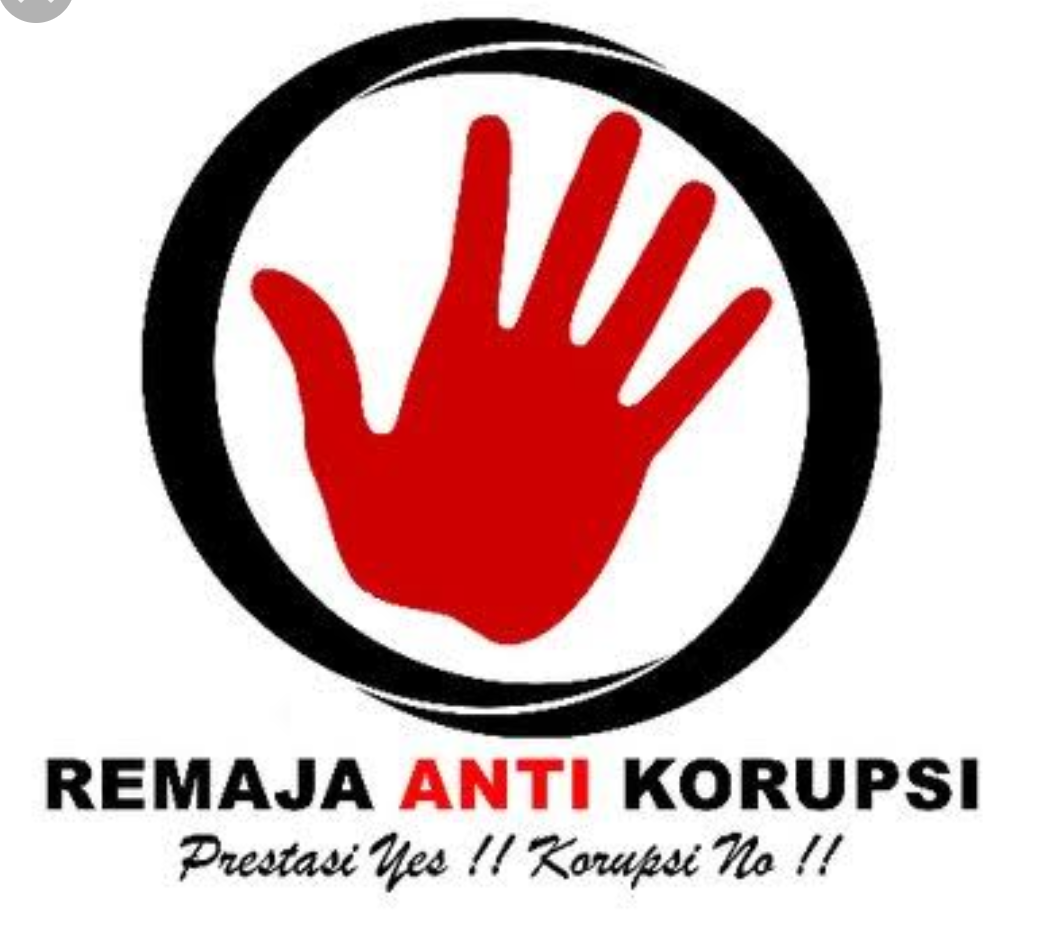 REMAJA ANTI KORUPSI
Prestasi Yes !! Korupsi No !!